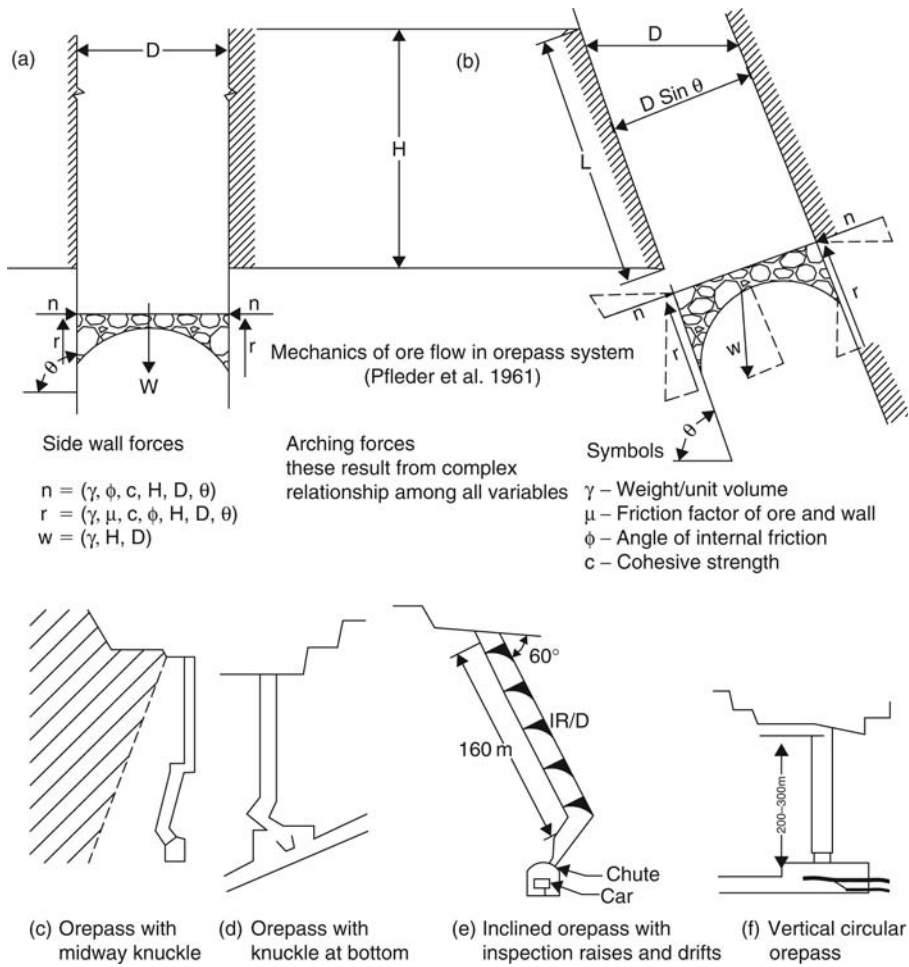 (a)
D
H
(b)
D
D Sin θ
L
n
n
r
r
θ
W
n
n
r
r
w
θ
Mechanics of ore flow in orepass system
(Pfleder et al. 1961)
Side wall forces
n = (γ, ϕ, c, H, D, θ)
r = (γ, μ, c, ϕ, H, D, θ)
w = (γ, H, D)
Arching forces
these result from complex
relationship among all variables
Symbols
γ – Weight/unit volume
μ – Friction factor of ore and wall
ϕ – Angle of internal friction
c – Cohesive strength
60°
IR/D
160 m
Chute
Car
200–300m
(c) Orepass with
midway knuckle
(d) Orepass with
knuckle at bottom
(e) Inclined orepass with
inspection raises and drifts
(f) Vertical circular
orepass